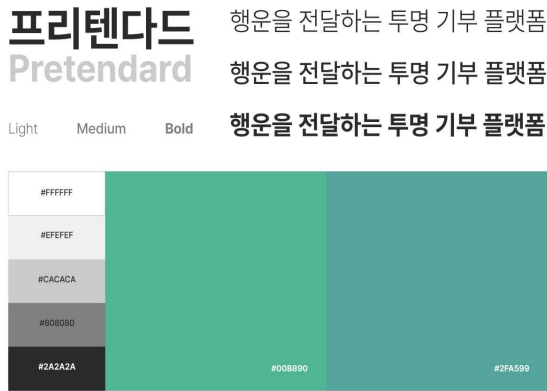 프리텐다드
Pretendard
Light Medium Bold
행운을 전달하는 투명 기부 플랫폼
행운을 전달하는 투명 기부 플랫폼
행운을 전달하는 투명 기부 플랫폼
#FFFFFF
#EFEFEF
#CACACA
#808080
#2A2A2A
#00B890
#2FA599